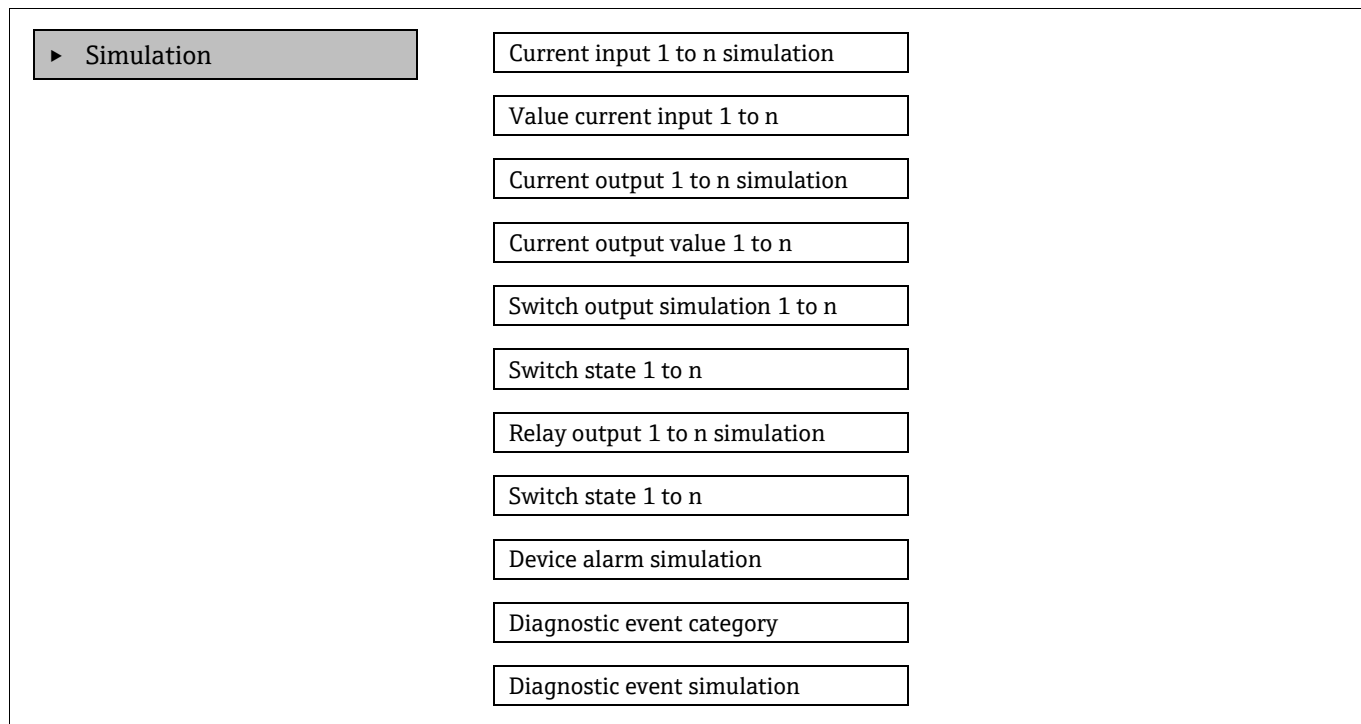 ▸ Simulation
Current input 1 to n simulation
Value current input 1 to n
Current output 1 to n simulation
Current output value 1 to n
Switch output simulation 1 to n
Switch state 1 to n
Relay output 1 to n simulation
Switch state 1 to n
Device alarm simulation
Diagnostic event category
Diagnostic event simulation